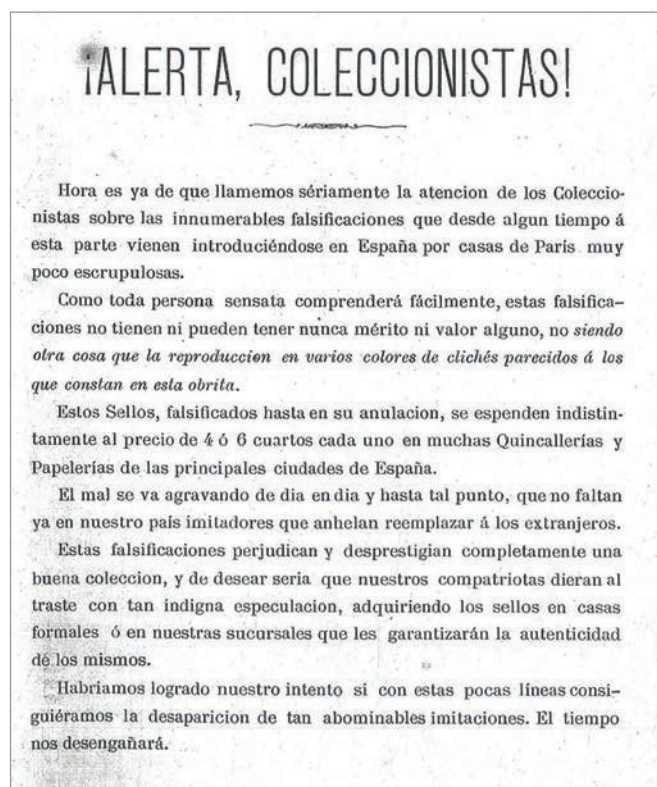 ¡ALERTA, COLECCIONISTAS!
Hora es ya de que llamemos sériamente la atencion de los Coleccio-
nistas sobre las innumerables falsificaciones que desde algun tiempo á
esta parte vienen introduciéndose en España por casas de París muy
poco escrupulosas.
Como toda persona sensata comprenderá fácilmente, estas falsifica-
ciones no tienen ni pueden tener nunca mérito ni valor alguno, no siendo
otra cosa que la reproduccion en varios colores de clichés parecidos á los
que constan en esta obrita.
Estos Sellos, falsificados hasta en su anulacion, se espenden indistin-
tamente al precio de 4 ó 6 cuartos cada uno en muchas Quincallerías y
Papelerías de las principales ciudades de España.
El mal se va agravando de dia en dia y hasta tal punto, que no faltan
ya en nuestro país imitadores que anhelan reemplazar á los extranjeros.
Estas falsificaciones perjudican y desprestigian completamente una
buena coleccion, y de desear seria que nuestros compatriotas dieran al
traste con tan indigna especulacion, adquiriendo los sellos en casas
formales ó en nuestras sucursales que les garantizarán la autenticidad
de los mismos.
Habriamos logrado nuestro intento si con estas pocas líneas consi-
guiéramos la desaparicion de tan abominables imitaciones. El tiempo
nos desengañará.